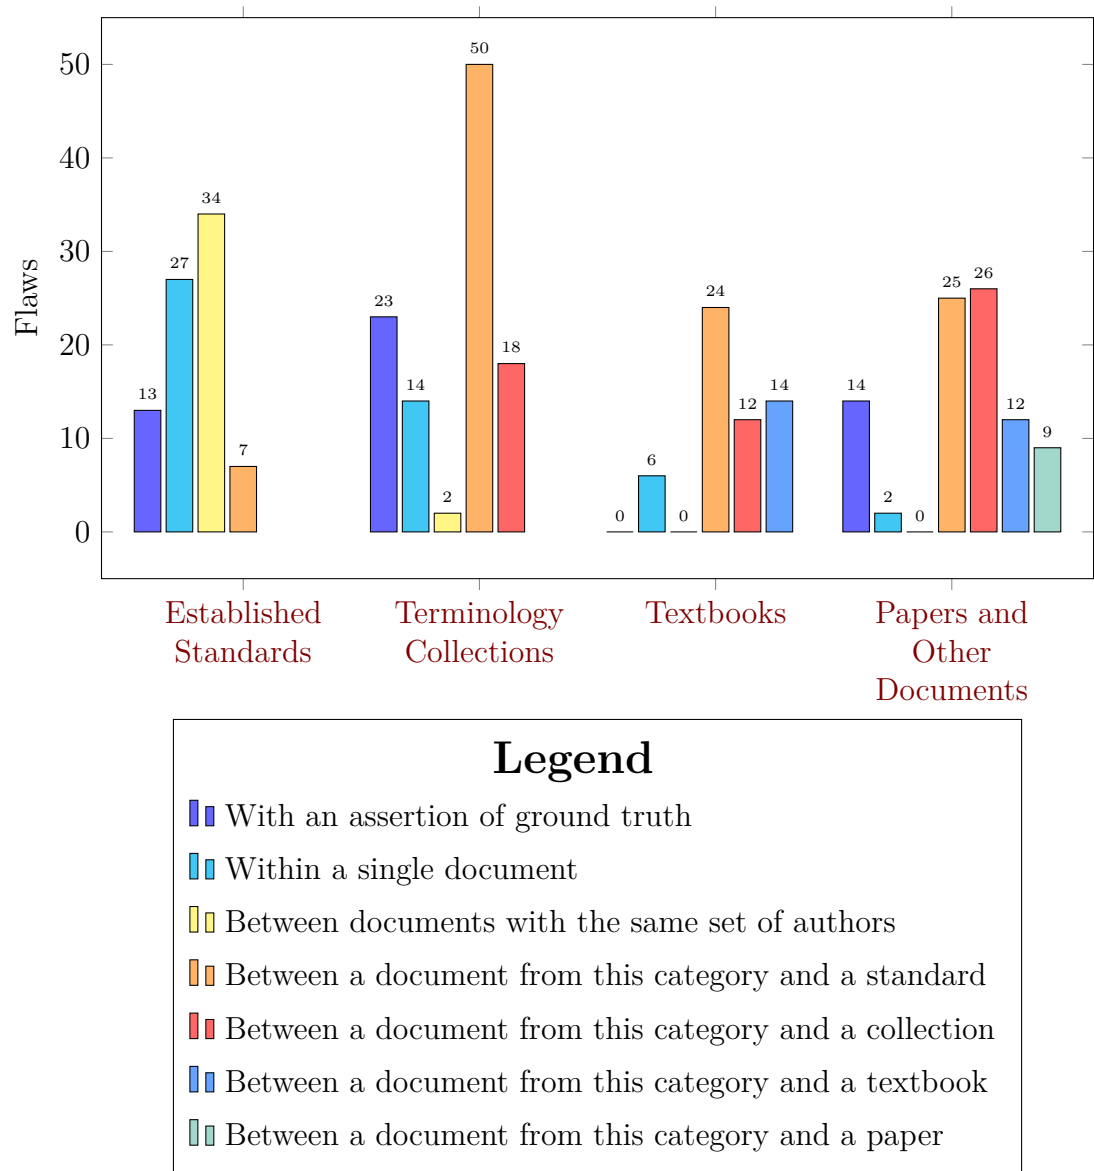 50
40
30
20
10
0
Flaws
13
27
34
7
23
14
2
50
18
0
6
0
24
12
14
14
2
0
25
26
12
9
Established
Standards
Terminology
Collections
Textbooks
Papers and
Other
Documents
Legend
With an assertion of ground truth
Within a single document
Between documents with the same set of authors
Between a document from this category and a standard
Between a document from this category and a collection
Between a document from this category and a textbook
Between a document from this category and a paper